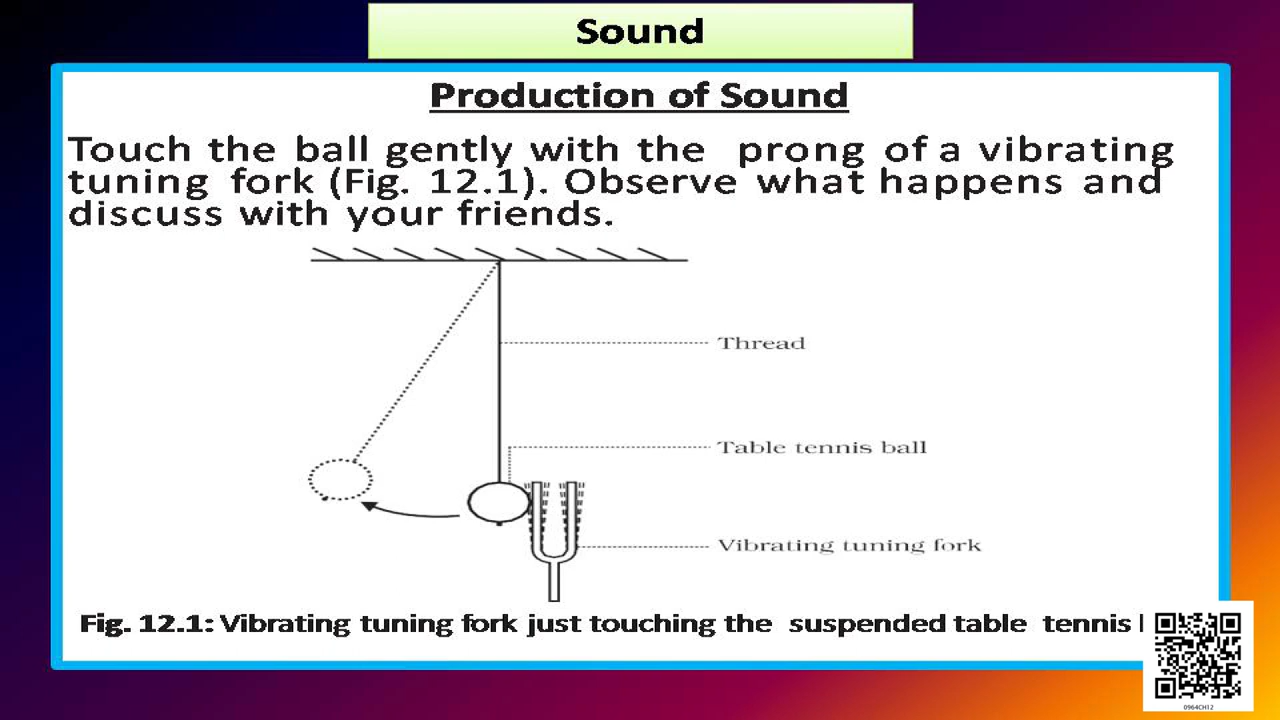 Sound
Production of Sound
Touch the ball gently with the prong of a vibrating
tuning fork (Fig. 12.1). Observe what happens and
discuss with your friends.
Thread
Table tennis ball
Vibrating tuning fork
Fig. 12.1: Vibrating tuning fork just touching the suspended table tennis
0964CH12